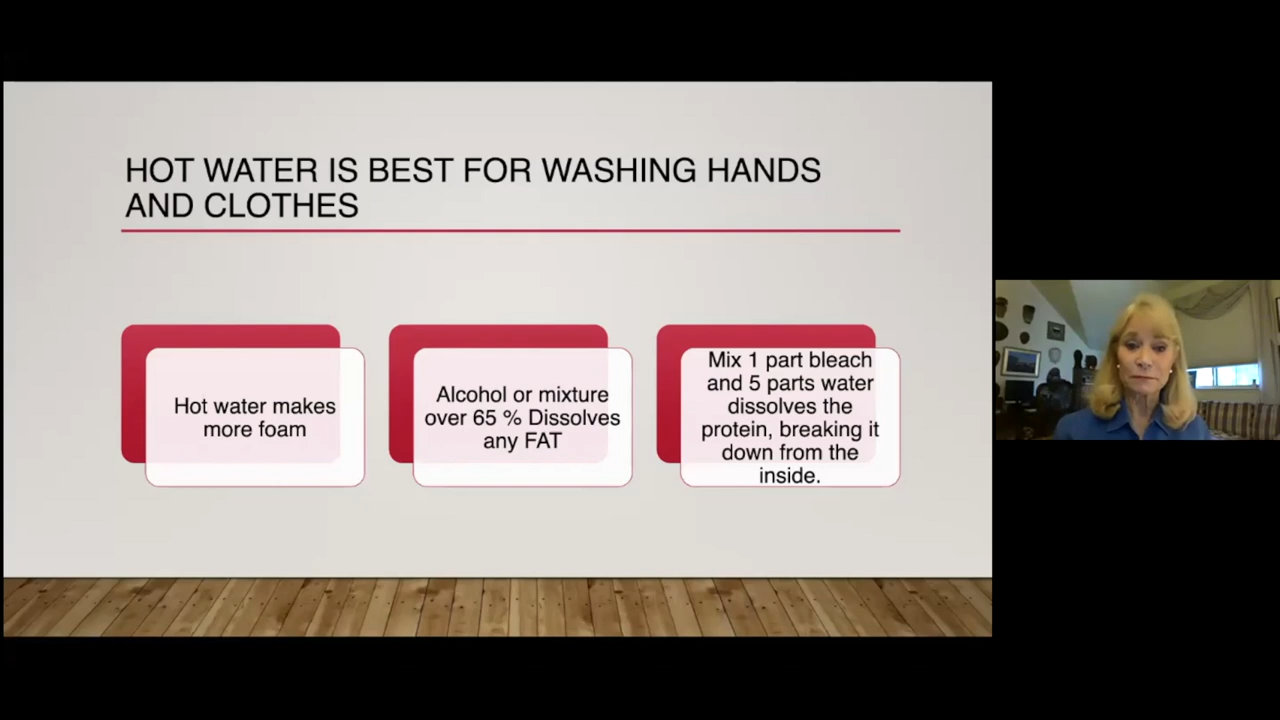 HOT WATER IS BEST FOR WASHING HANDS
AND CLOTHES
Hot water makes
more foam
Alcohol or mixture
over 65 % Dissolves
any FAT
Mix 1 part bleach
and 5 parts water
dissolves the
protein, breaking it
down from the
inside.